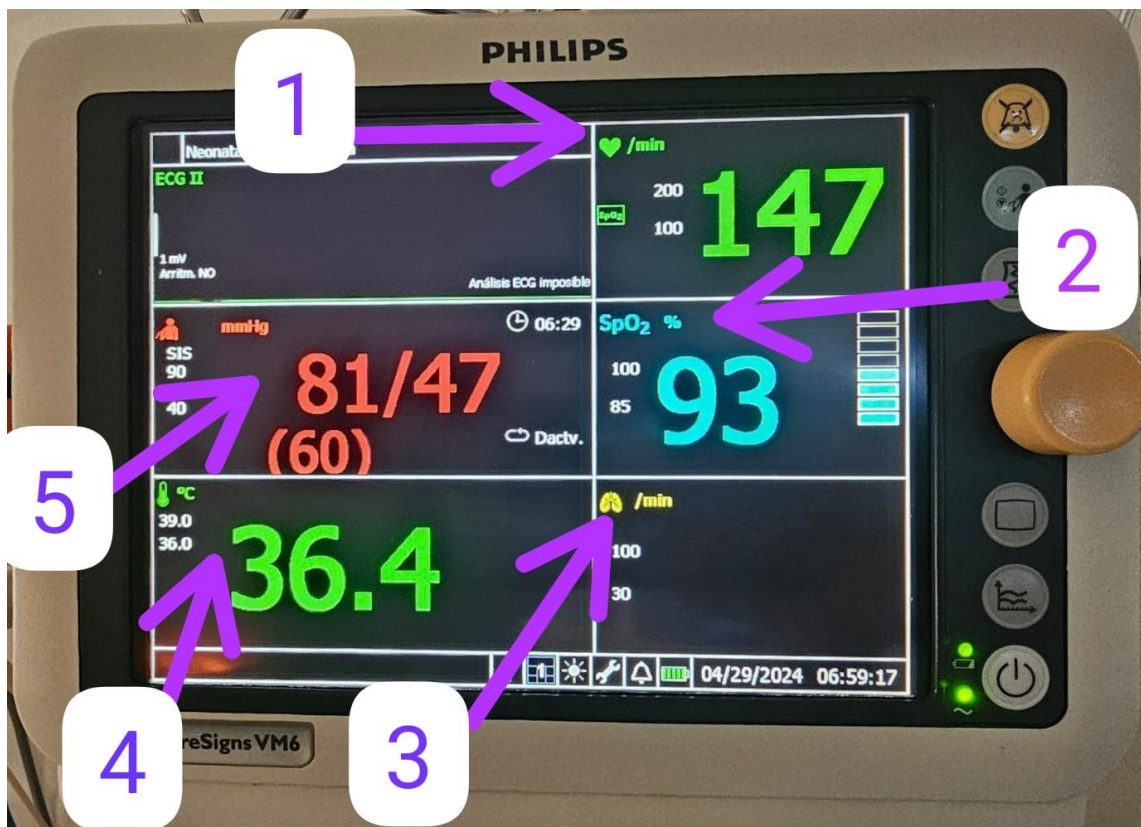 PHILIPS
1
♥ /min
200
SpO₂
100
147
ECG II
1 mV
Arritm. NO
Análisis ECG imposible
2
mmHg
06:29
SIS
90
40
81/47
(60)
Dactv.
SpO₂ %
100
85
93
5
°C
39.0
36.0
36.4
/min
100
30
1
04/29/2024 06:59:17
4
3
VM6